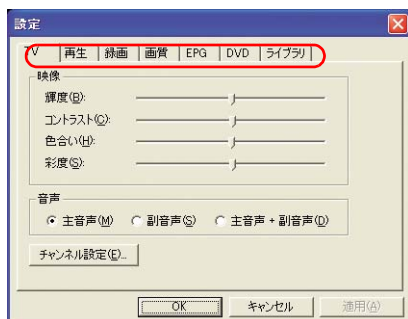 設定
TV 再生 録画 画質 EPG DVD ライブラリ
映像
輝度(B):
コントラスト(C):
色合い(H):
彩度(S):
音声
主音声(M) 副音声(S) 主音声 + 副音声(D)
チャンネル設定(E)...
OK キャンセル 適用(A)